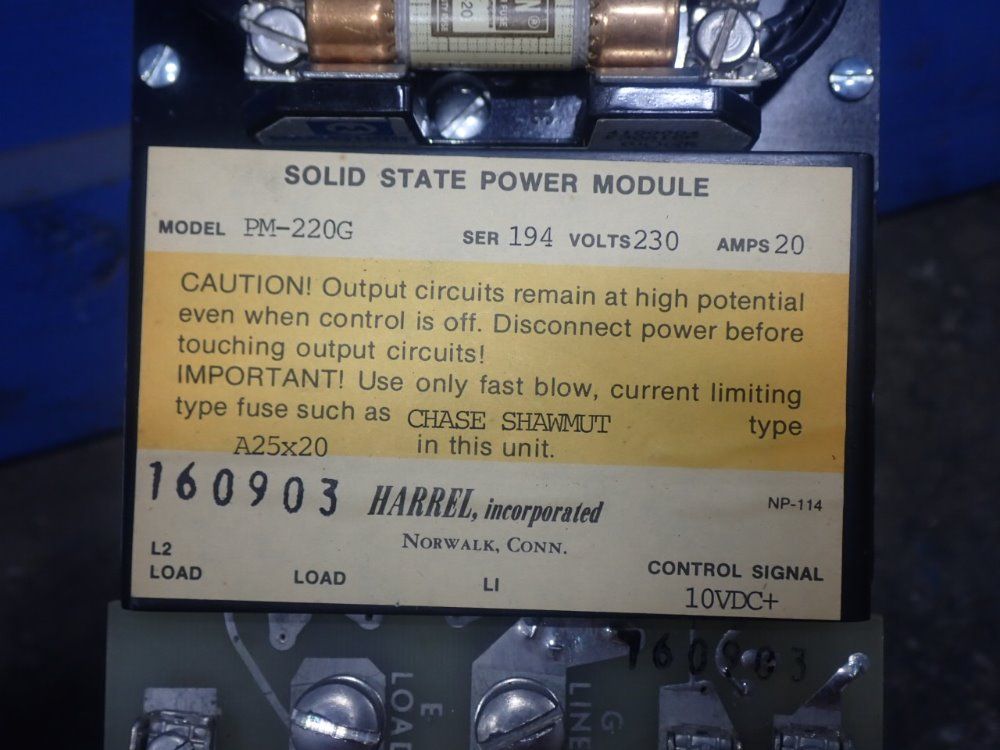 20
N®
SOLID STATE POWER MODULE
MODEL PM-220G SER 194 VOLTS 230 AMPS 20
CAUTION! Output circuits remain at high potential
even when control is off. Disconnect power before
touching output circuits!
IMPORTANT! Use only fast blow, current limiting
type fuse such as CHASE SHAWMUT type
A25x20 in this unit.
160903 HARREL, incorporated NP-114
NORWALK, CONN.
L2
LOAD LOAD L1 CONTROL SIGNAL
10VDC+
160903
E
LOAD
G
LINE